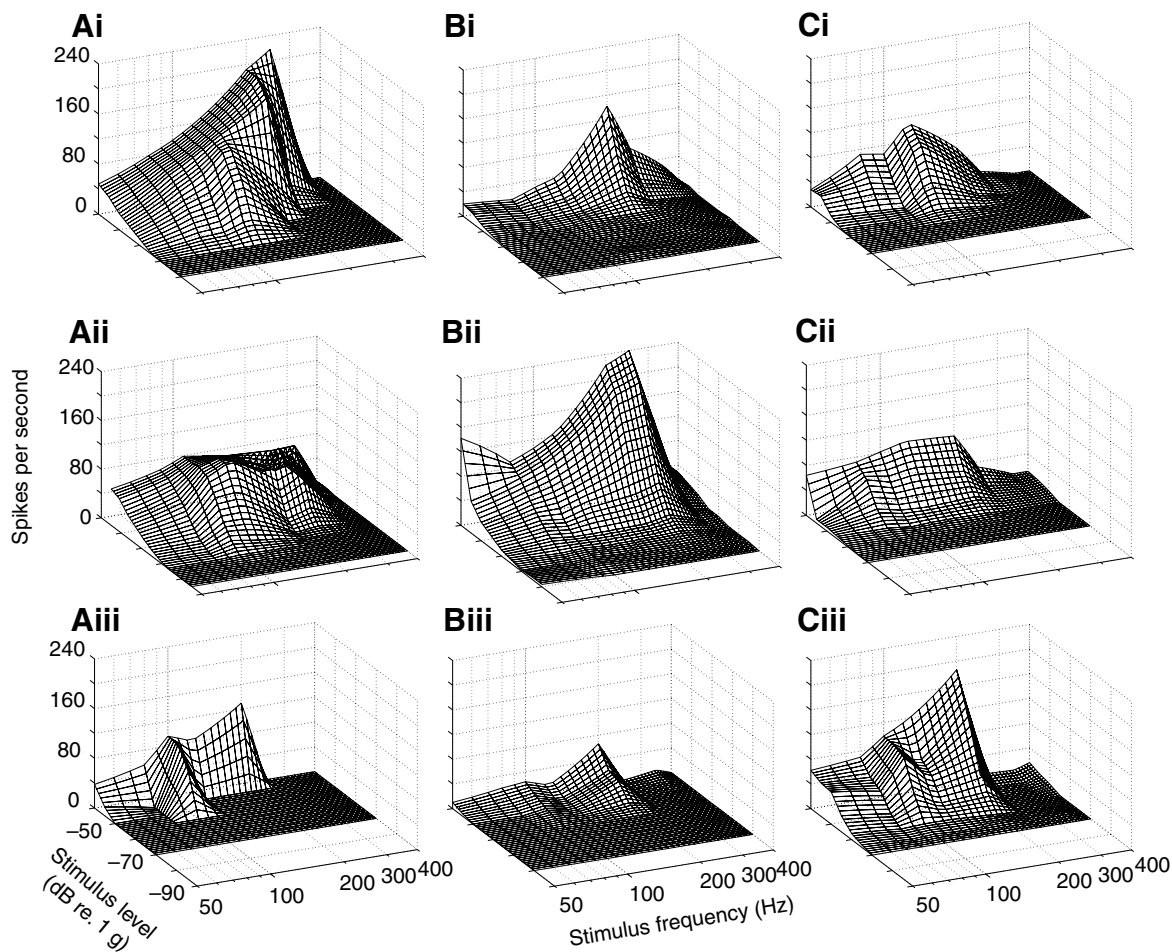 Ai
Bi
Ci
240
160
80
0
Aii
Bii
Cii
240
160
80
0
Spikes per second
Aiii
Biii
Ciii
240
160
80
0
−50
−70
−90
Stimulus level
(dB re. 1 g)
50
100
200
300
400
50
100
200
300
400
50
100
200
300
400
Stimulus frequency (Hz)